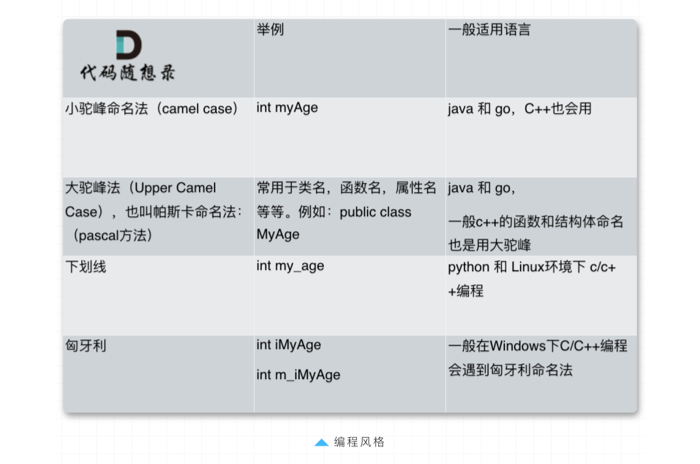 代码随想录
举例
一般适用语言
小驼峰命名法（camel case）
int myAge
java 和 go，C++也会用
大驼峰法（Upper Camel
Case），也叫帕斯卡命名法：
（pascal方法）
常用于类名，函数名，属性名
等等。例如：public class
MyAge
java 和 go，
一般c++的函数和结构体命名
也是用大驼峰
下划线
int my_age
python 和 Linux环境下 c/c+
+编程
匈牙利
int iMyAge
int m_iMyAge
一般在Windows下C/C++编程
会遇到匈牙利命名法
编程风格